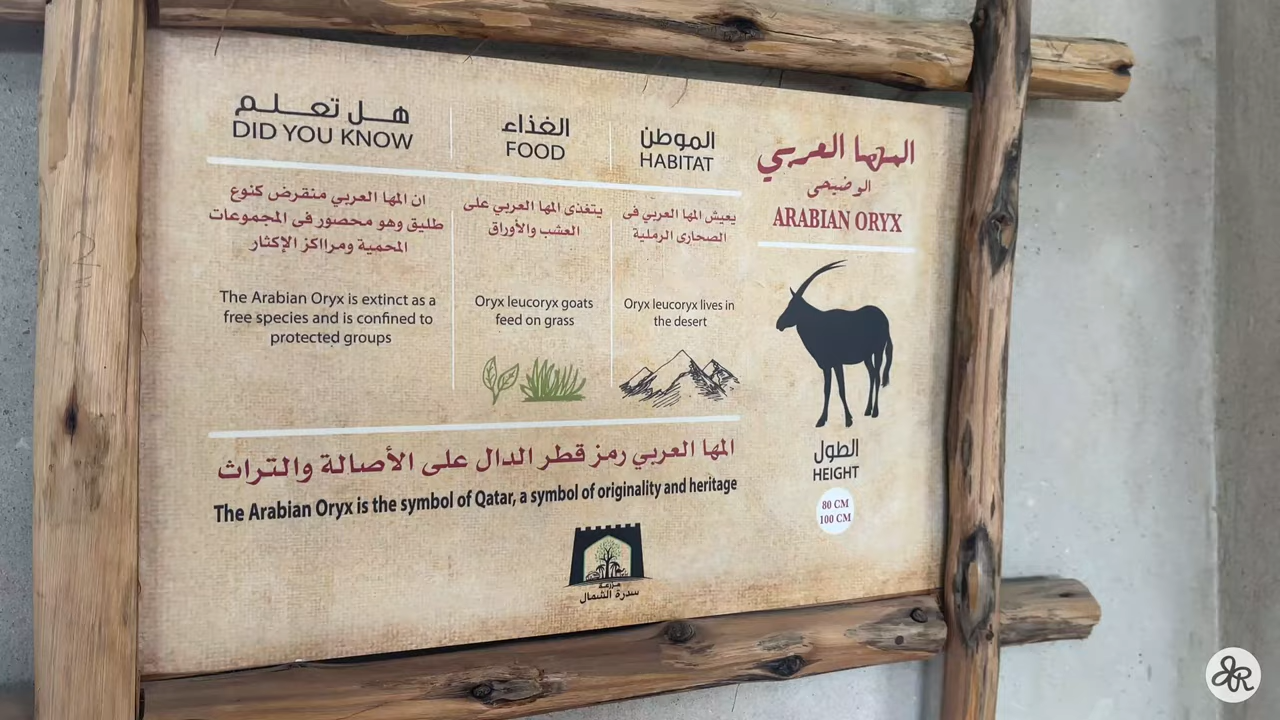 المها العربي
الوضيحي
ARABIAN ORYX
الطول
HEIGHT
80 CM
100 CM
الموطن
HABITAT
يعيش المها العربي في
الصحارى الرملية
Oryx leucoryx lives in
the desert
الغذاء
FOOD
يتغذى المها العربي على
العشب والأوراق
Oryx leucoryx goats
feed on grass
هل تعلم
DID YOU KNOW
ان المها العربي منقرض كنوع
طليق وهو محصور في المجموعات
المحمية ومرااكز الإكثار
The Arabian Oryx is extinct as a
free species and is confined to
protected groups
المها العربي رمز قطر الدال على الأصالة والتراث
The Arabian Oryx is the symbol of Qatar, a symbol of originality and heritage
مزرعة
سدرة الشمال